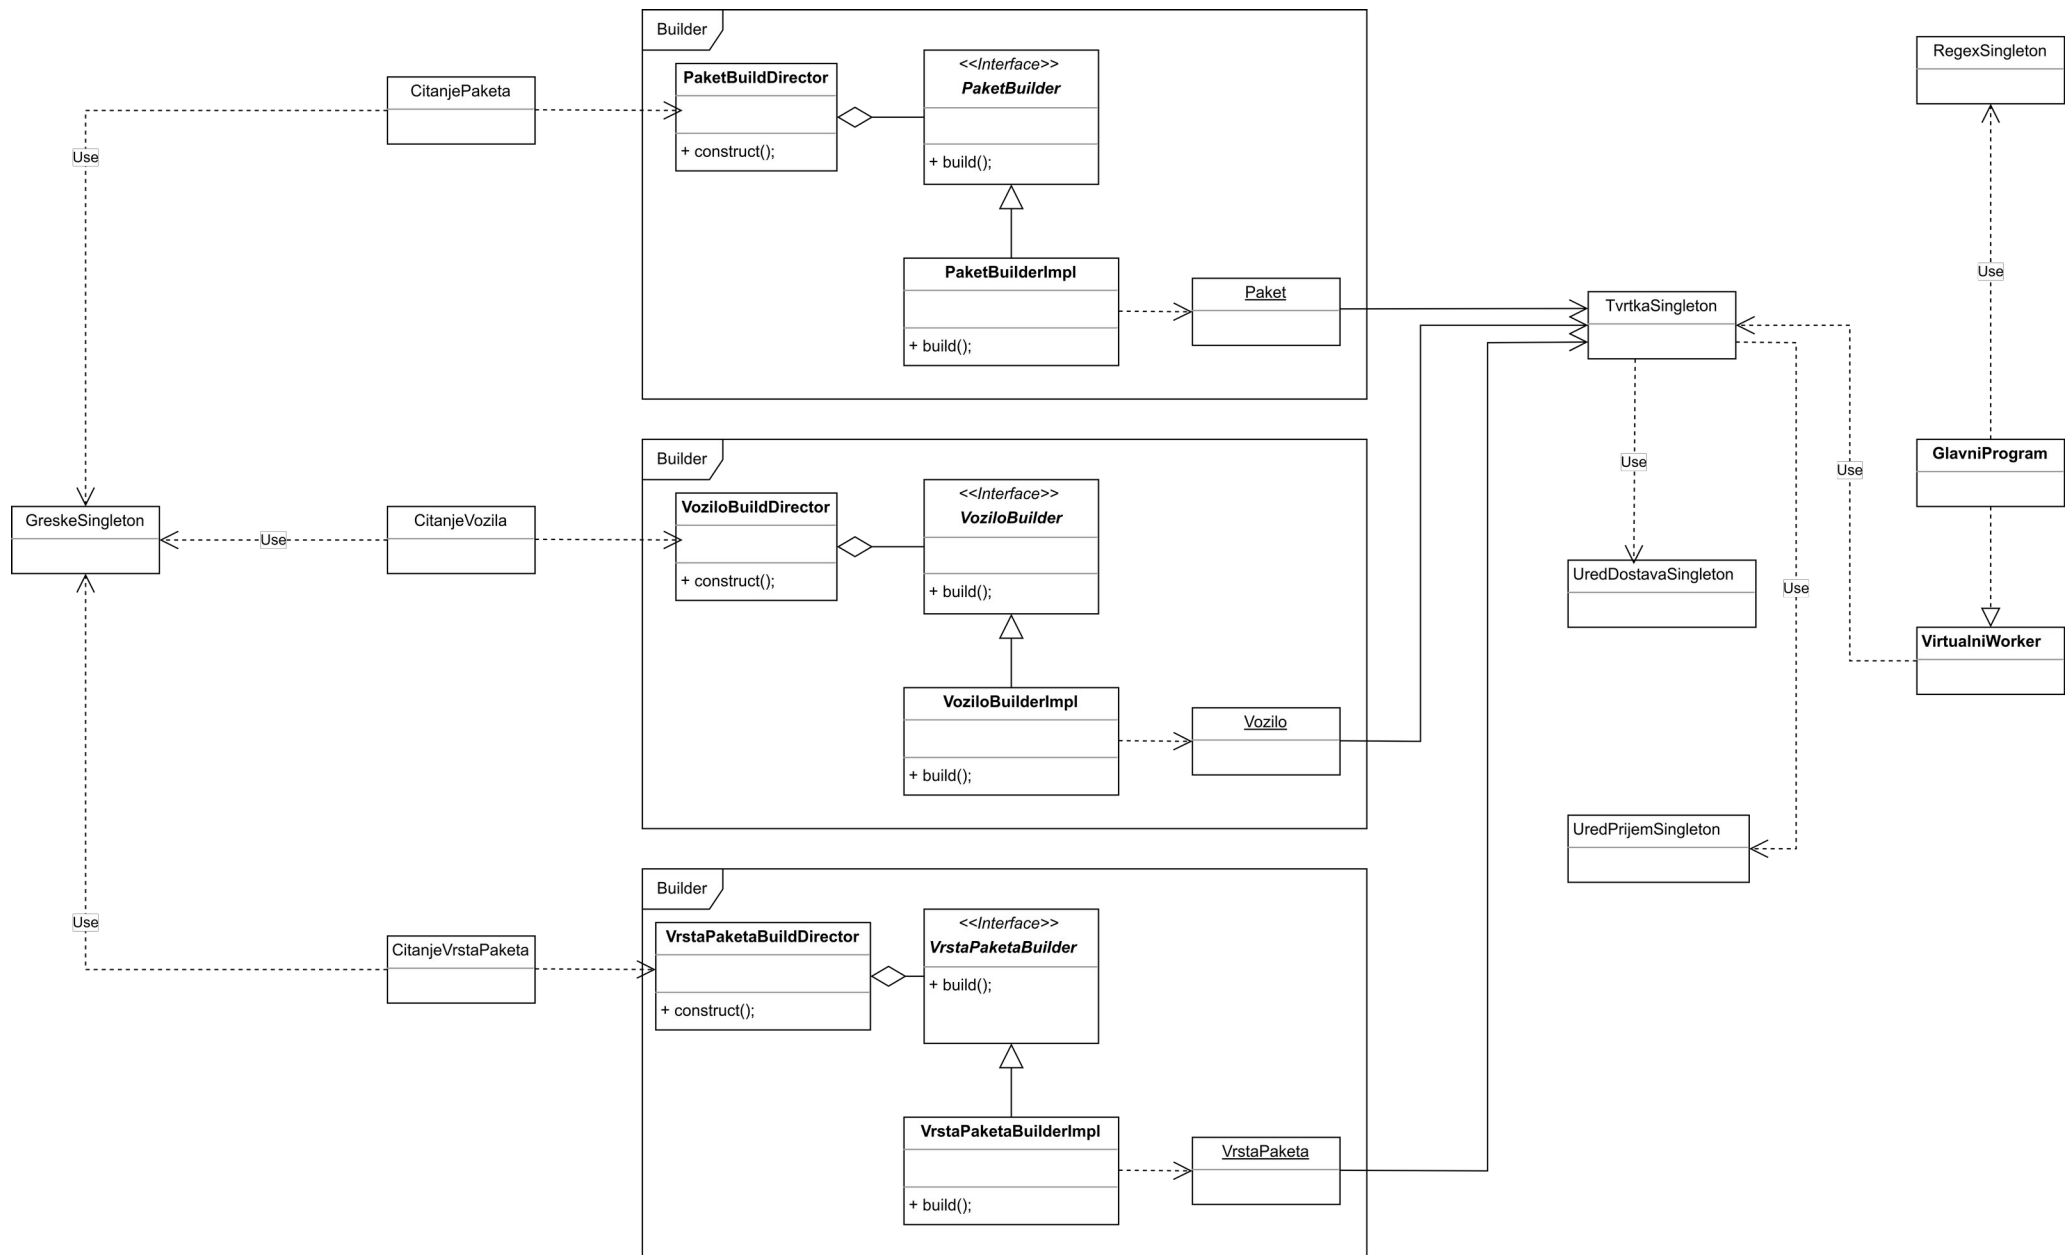 Builder
PaketBuildDirector
+ construct();
<<Interface>>
PaketBuilder
+ build();
PaketBuilderImpl
+ build();
Paket
CitanjePaketa
Use
GreskeSingleton
Use
CitanjeVozila
Builder
VoziloBuildDirector
+ construct();
<<Interface>>
VoziloBuilder
+ build();
VoziloBuilderImpl
+ build();
Vozilo
Use
CitanjeVrstaPaketa
Builder
VrstaPaketaBuildDirector
+ construct();
<<Interface>>
VrstaPaketaBuilder
+ build();
VrstaPaketaBuilderImpl
+ build();
VrstaPaketa
TvrtkaSingleton
Use
UredDostavaSingleton
Use
UredPrijemSingleton
Use
RegexSingleton
Use
GlavniProgram
VirtualniWorker